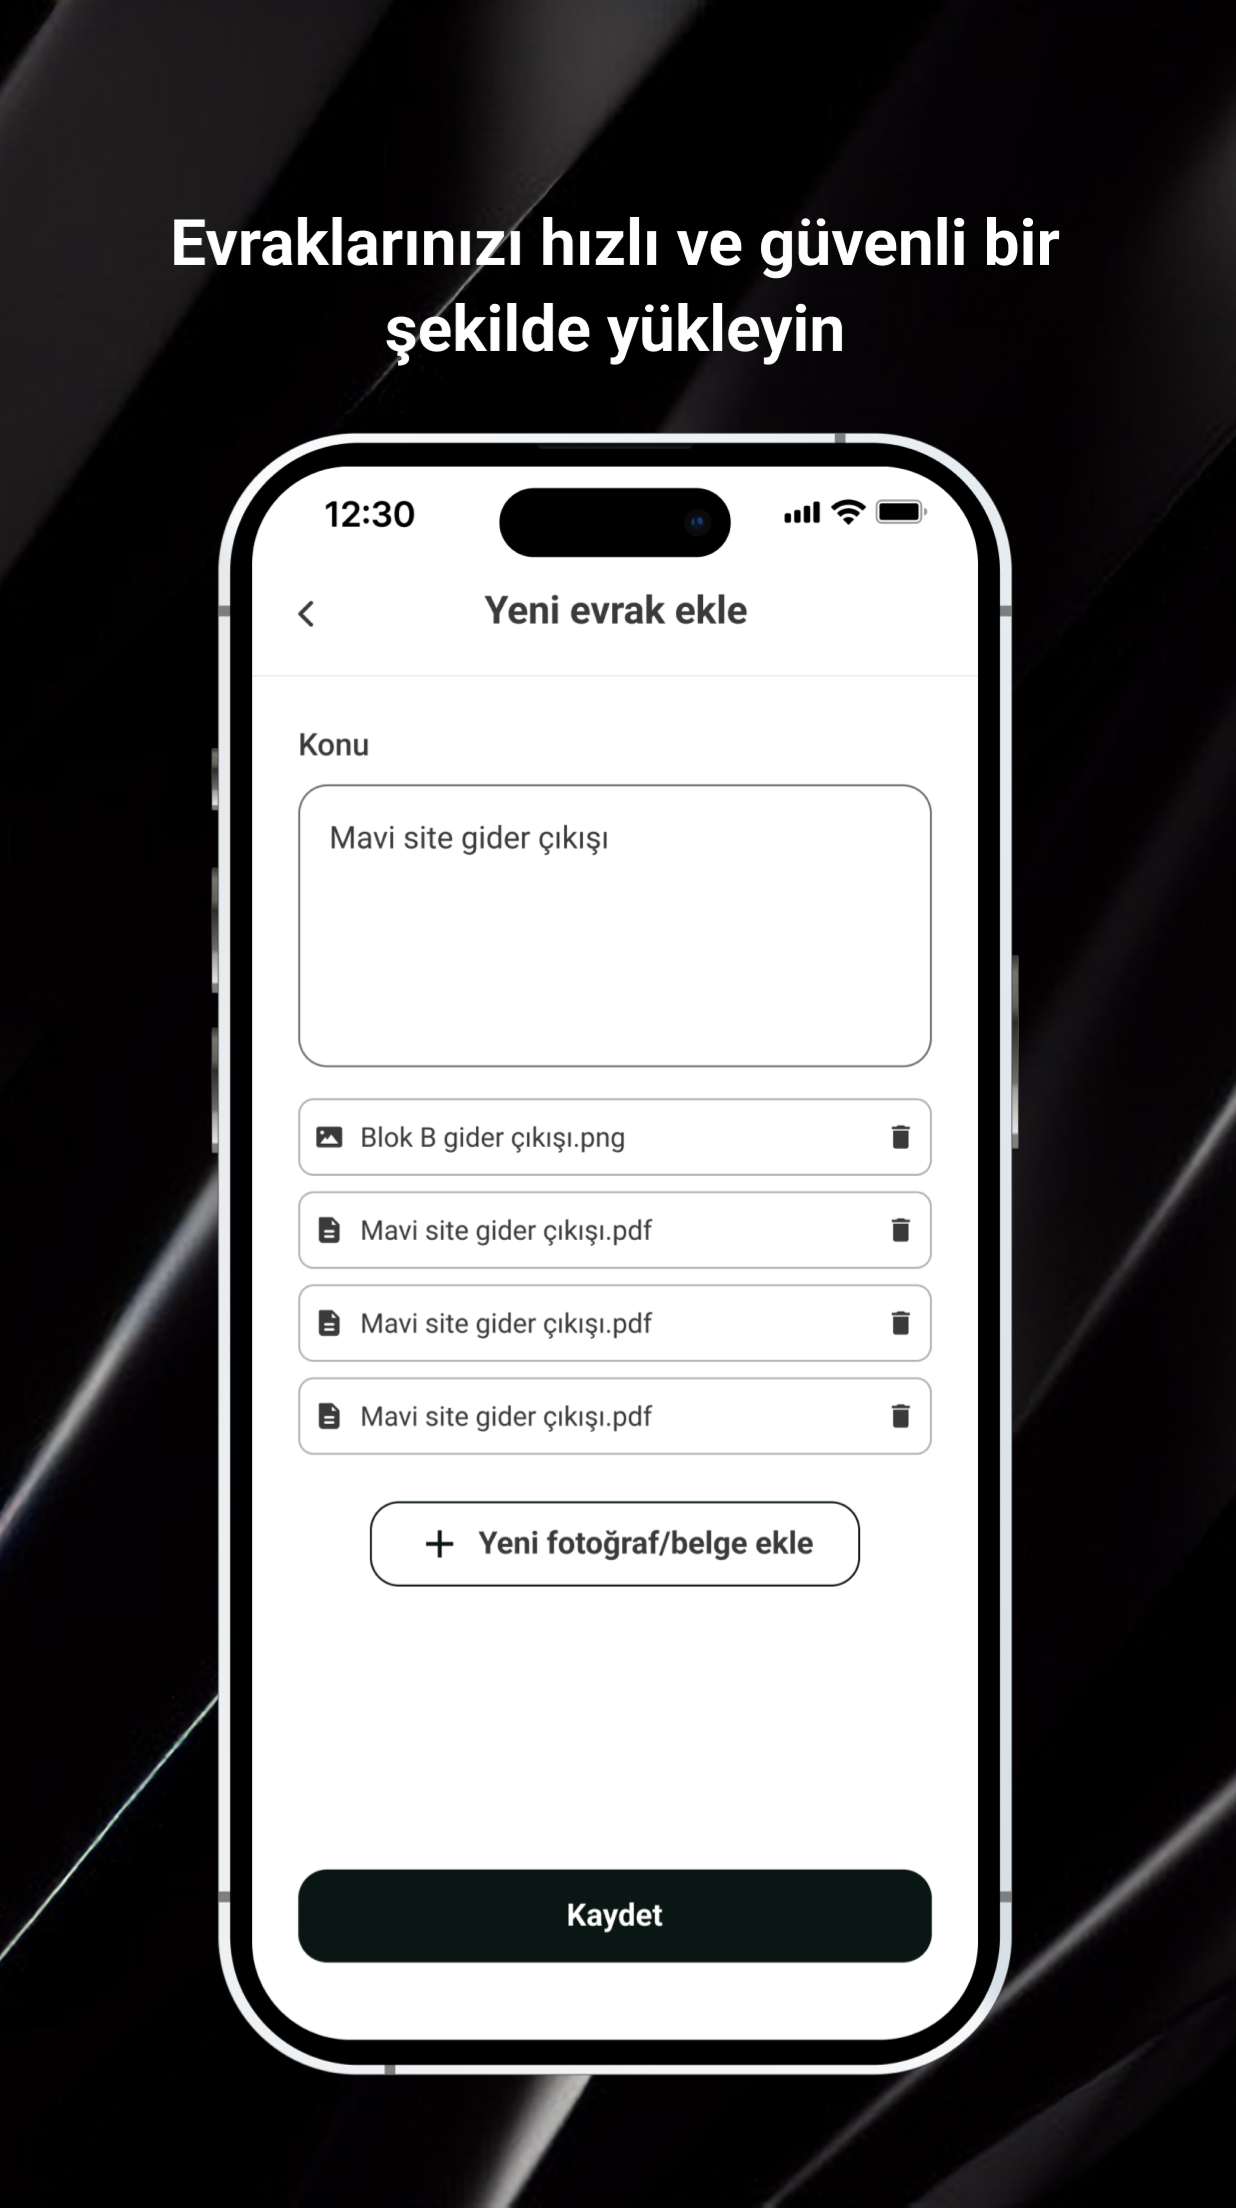 Evraklarınızı hızlı ve güvenli bir
şekilde yükleyin
12:30
Yeni evrak ekle
Konu
Mavi site gider çıkışı
Blok B gider çıkışı.png
Mavi site gider çıkışı.pdf
Mavi site gider çıkışı.pdf
Mavi site gider çıkışı.pdf
+ Yeni fotoğraf/belge ekle
Kaydet